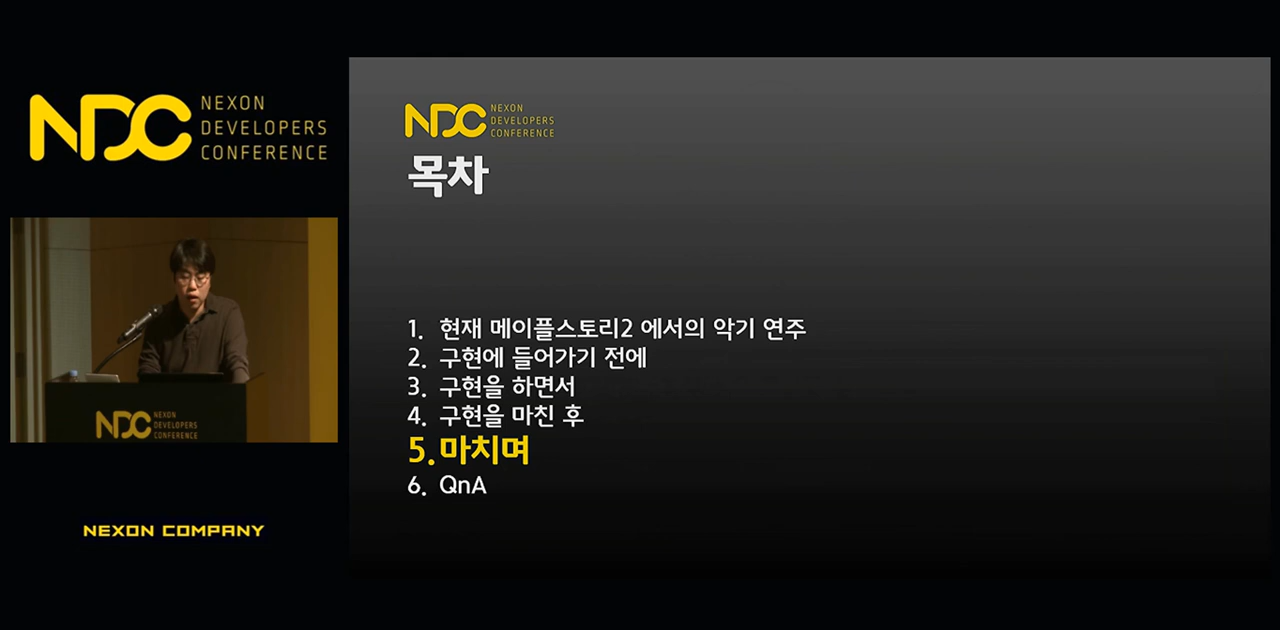 NDC
NEXON
DEVELOPERS
CONFERENCE
NDC
NEXON
DEVELOPERS
CONFERENCE
NEXON COMPANY
NDC
NEXON
DEVELOPERS
CONFERENCE
목차
1. 현재 메이플스토리2 에서의 악기 연주
2. 구현에 들어가기 전에
3. 구현을 하면서
4. 구현을 마친 후
5. 마치며
6. QnA